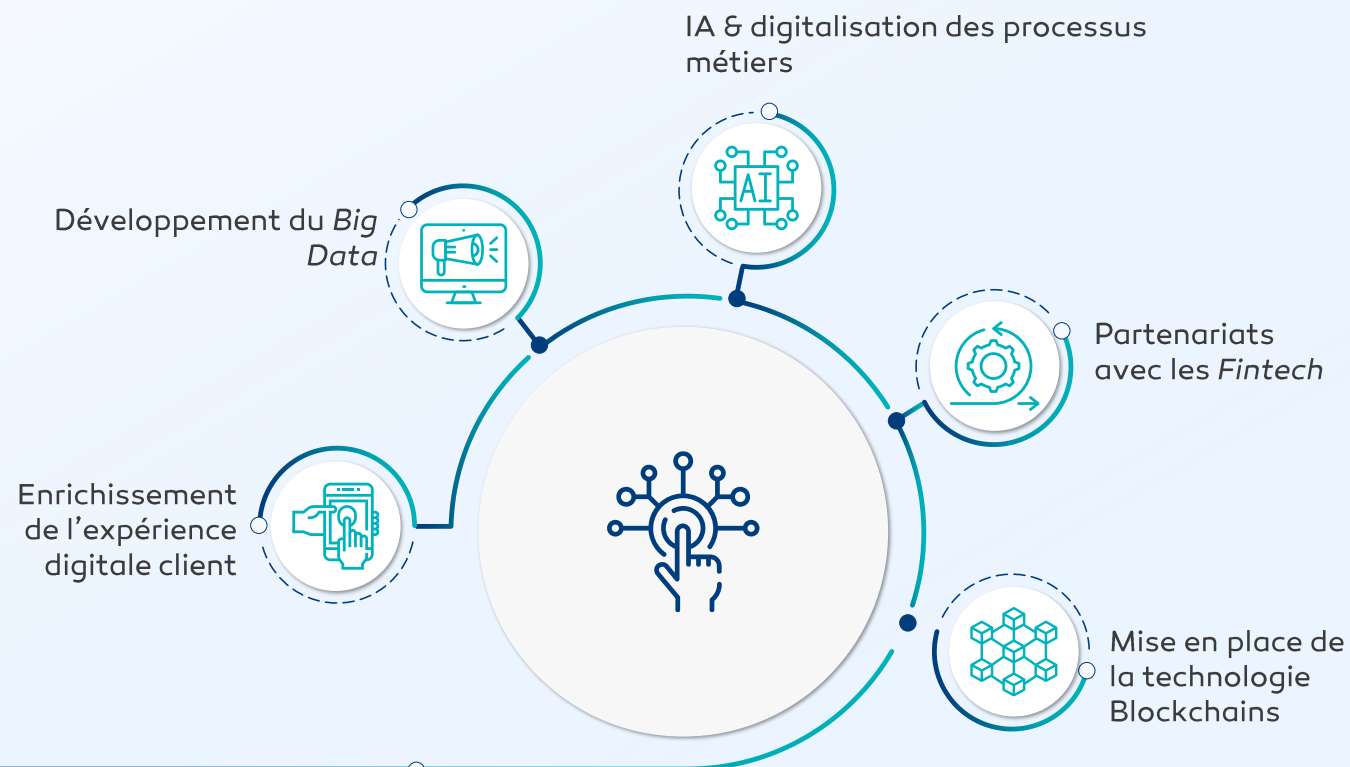 IA & digitalisation des processus
métiers
AI
Développement du Big
Data
Partenariats
avec les Fintech
Enrichissement
de l'expérience
digitale client
Mise en place de
la technologie
Blockchains